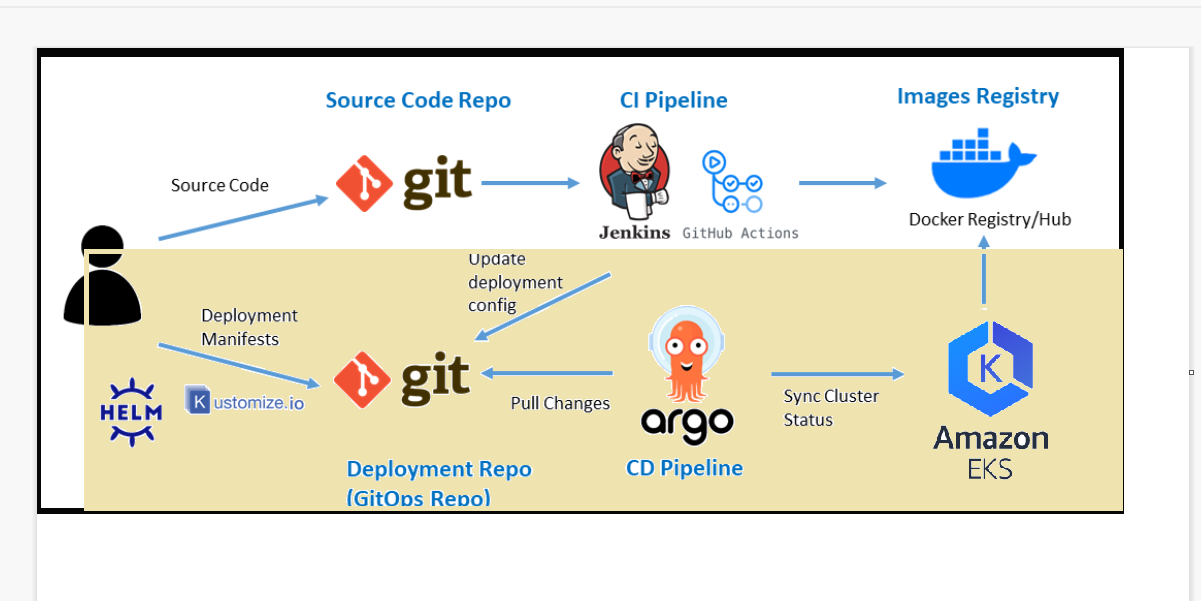 Source Code Repo
CI Pipeline
Images Registry
Source Code
git
Jenkins
GitHub Actions
Docker Registry/Hub
Update
deployment
config
Deployment
Manifests
HELM
Kustomize.io
git
Pull Changes
argo
Sync Cluster
Status
K
Amazon
EKS
Deployment Repo
(GitOps Repo)
CD Pipeline